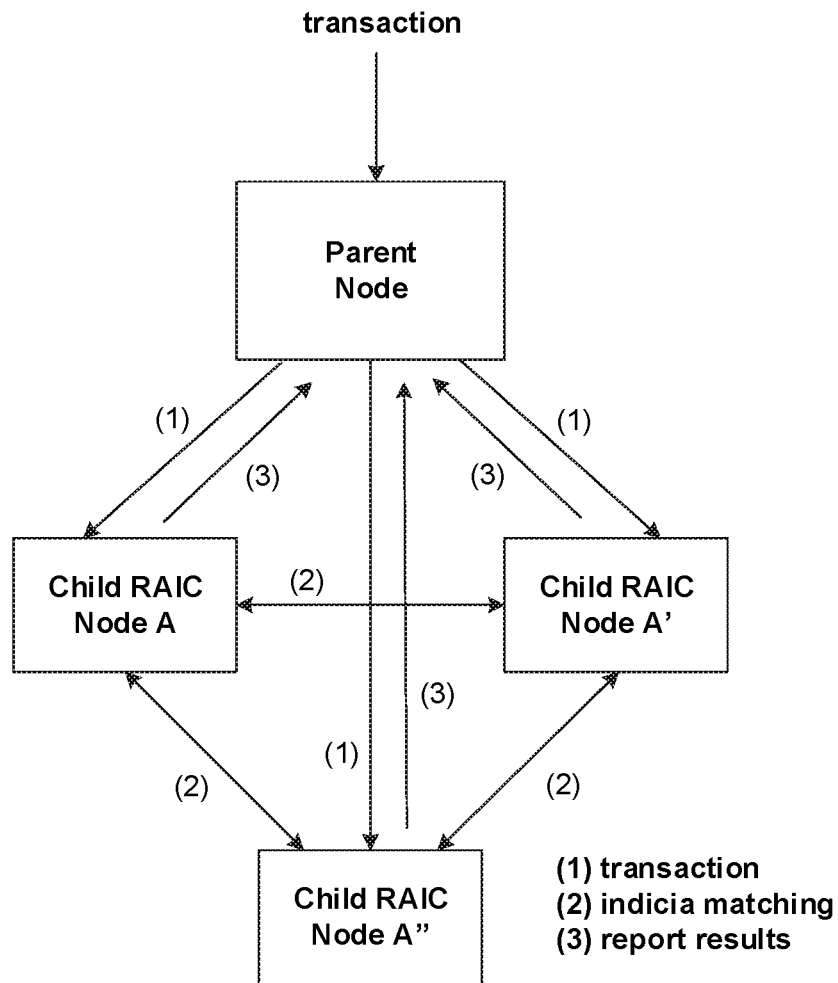 transaction
Parent
Node
(1)
(1)
(3)
(3)
Child RAIC
Node A
(2)
Child RAIC
Node A’
(3)
(1)
(2)
(2)
Child RAIC
Node A”
(1) transaction
(2) indicia matching
(3) report results